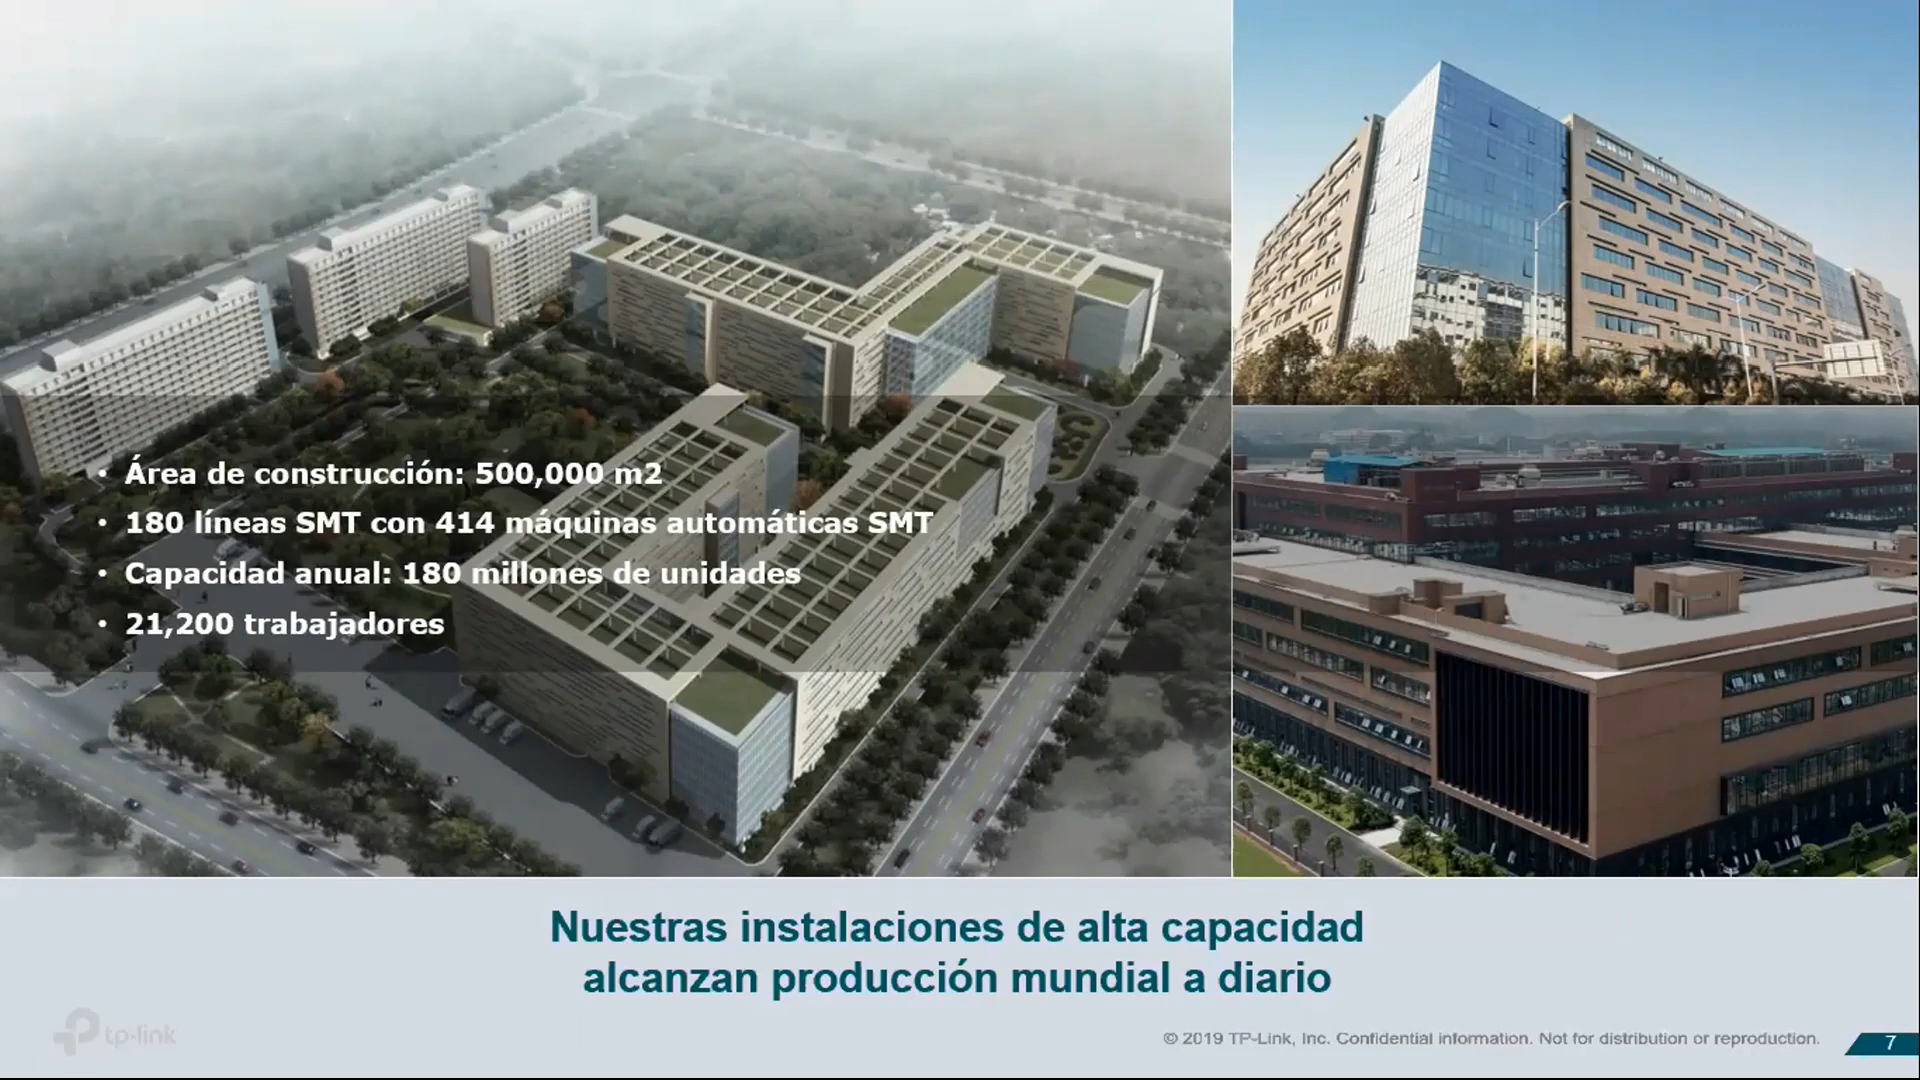 • Área de construcción: 500,000 m2
• 180 líneas SMT con 414 máquinas automáticas SMT
• Capacidad anual: 180 millones de unidades
• 21,200 trabajadores
Nuestras instalaciones de alta capacidad
alcanzan producción mundial a diario
tp-link
© 2019 TP-Link, Inc. Confidential information. Not for distribution or reproduction.
7